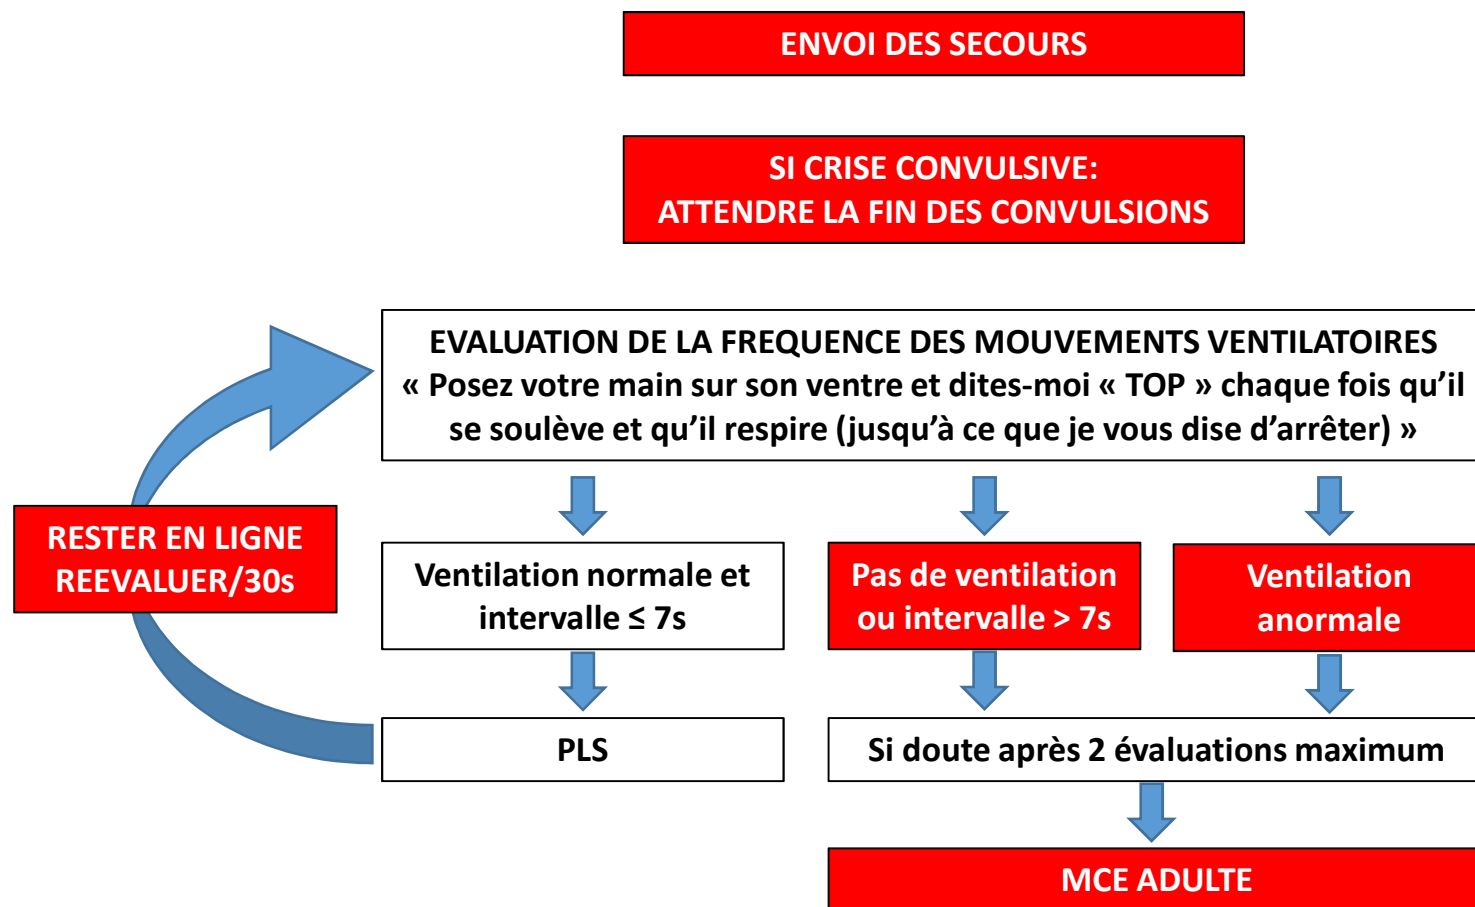 ENVOI DES SECOURS
SI CRISE CONVULSIVE:
ATTENDRE LA FIN DES CONVULSIONS
EVALUATION DE LA FREQUENCE DES MOUVEMENTS VENTILATOIRES
« Posez votre main sur son ventre et dites-moi « TOP » chaque fois qu’il
se soulève et qu’il respire (jusqu’à ce que je vous dise d’arrêter) »
RESTER EN LIGNE
REEVALUER/30s
Ventilation normale et
intervalle ≤ 7s
Pas de ventilation
ou intervalle > 7s
Ventilation
anormale
PLS
Si doute après 2 évaluations maximum
MCE ADULTE